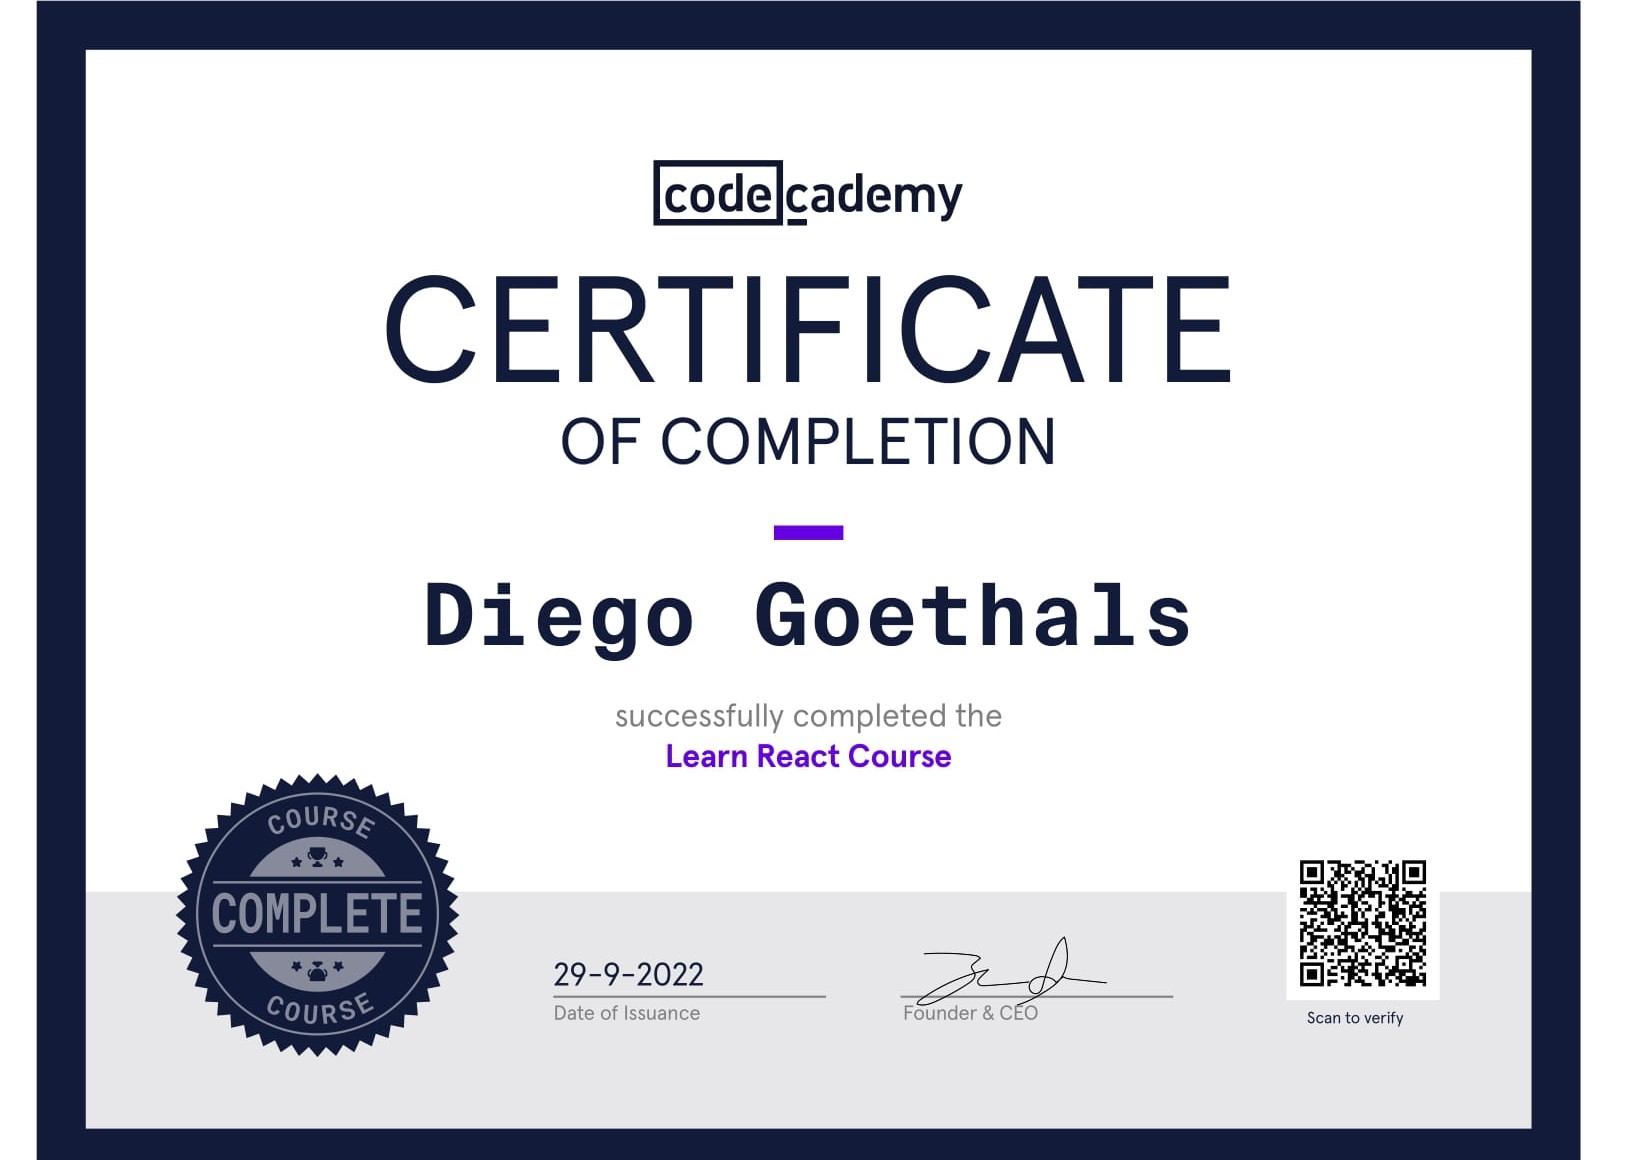 codecademy
CERTIFICATE
OF COMPLETION
Diego Goethals
successfully completed the
Learn React Course
COURSE
COMPLETE
COURSE
29-9-2022
Date of Issuance
Founder & CEO
Scan to verify